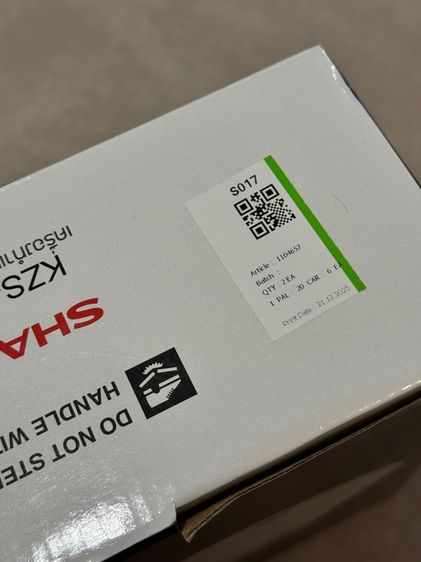 S017
Article : 1104657
Batch :
QTY : 2 EA
1 PAL : 20 CAR : 6 EA
Print Date 21.12.2025
KZS
SHA
DO NOT STE
HANDLE WIT